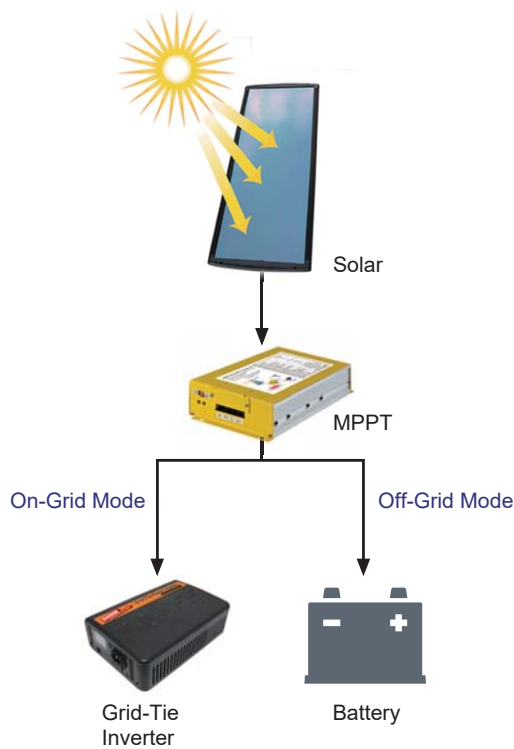 Solar
MPPT
On-Grid Mode
Off-Grid Mode
Grid-Tie
Inverter
Battery